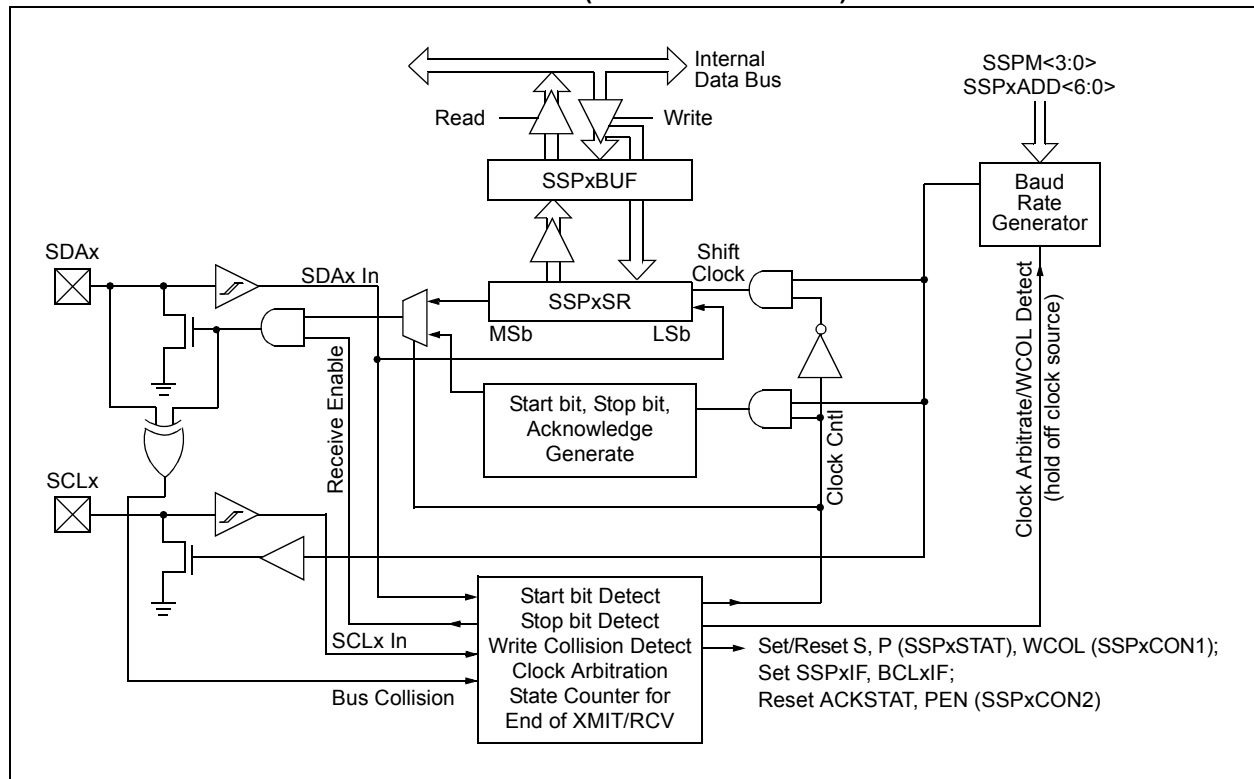 Internal
Data Bus
SSPM<3:0>
SSPxADD<6:0>
Read
Write
SSPxBUF
Baud
Rate
Generator
SDAx
SDAx In
Shift
Clock
SSPxSR
MSb
LSb
Receive Enable
Start bit, Stop bit,
Acknowledge
Generate
Clock Cntl
Clock Arbitrate/WCOL Detect
(hold off clock source)
SCLx
SCLx In
Bus Collision
Start bit Detect
Stop bit Detect
Write Collision Detect
Clock Arbitration
State Counter for
End of XMIT/RCV
Set/Reset S, P (SSPxSTAT), WCOL (SSPxCON1);
Set SSPxIF, BCLxIF;
Reset ACKSTAT, PEN (SSPxCON2)